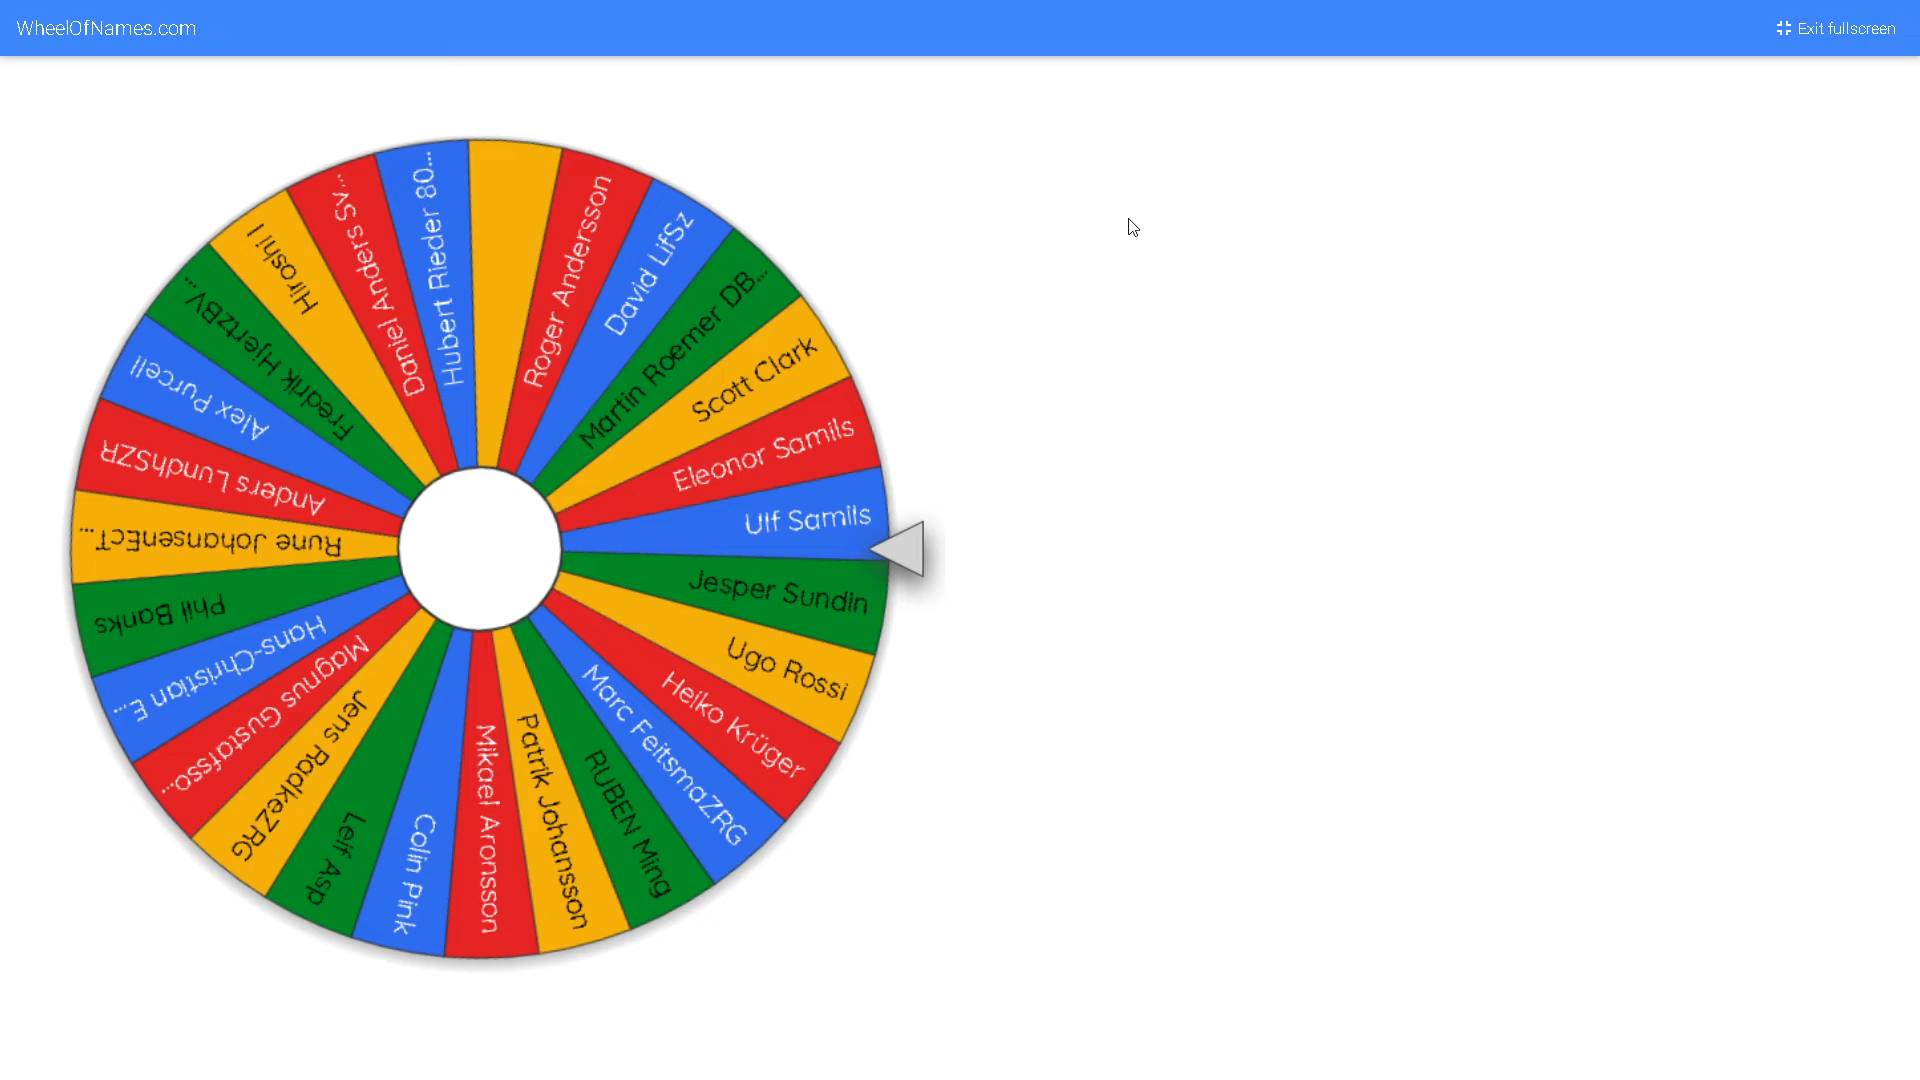 WheelOfNames.com
Exit fullscreen
Roger Andersson
David LifSz
Martin Roemer DB...
Scott Clark
Eleonor Samils
Ulf Samils
Jesper Sundin
Ugo Rossi
Heiko Krüger
Marc FeitsmaZRG
RUBEN Ming
Patrik Johansson
Mikael Aronsson
Colin Pink
Leif Asp
Jens RadkeZRG
Magnus Gustafsso...
Hans-Christian E...
Phil Banks
Rune JohansenEcT...
Anders LundhSZR
Alex Purcell
Fredrik HjertzBV...
Hiroshi I
Daniel Anders Sv...
Hubert Rieder 80...